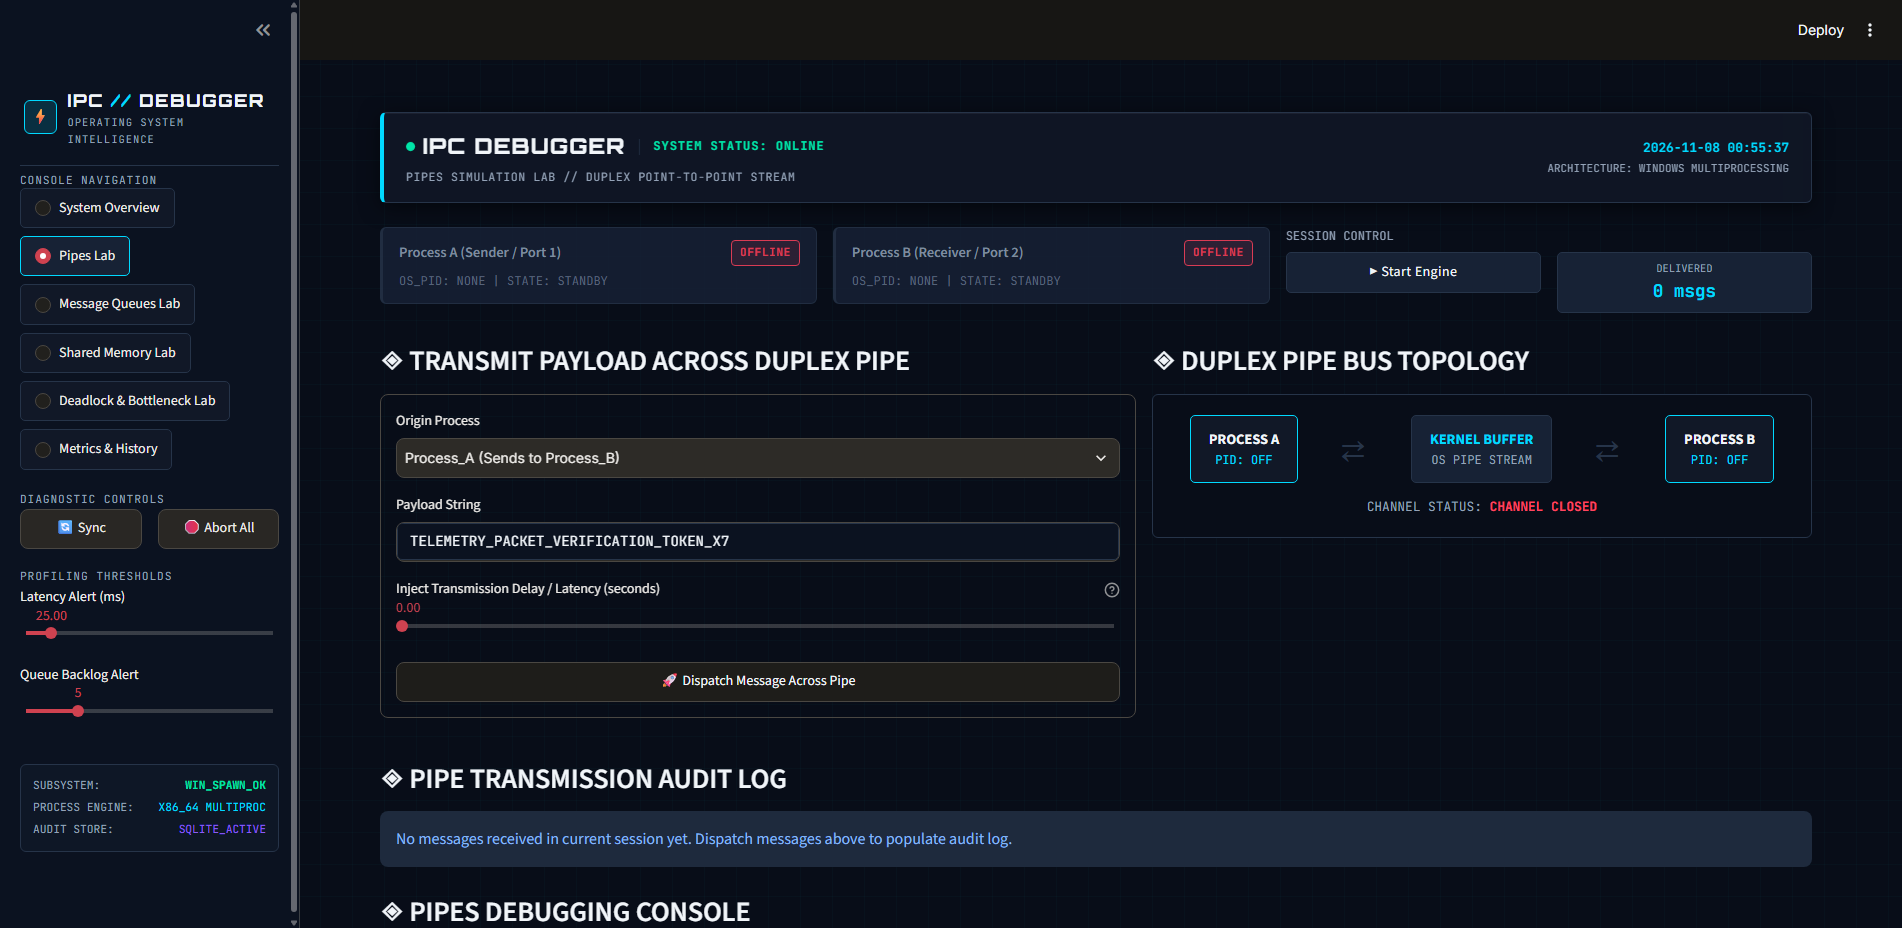 Deploy
IPC // DEBUGGER
OPERATING SYSTEM
INTELLIGENCE
CONSOLE NAVIGATION
System Overview
Pipes Lab
Message Queues Lab
Shared Memory Lab
Deadlock & Bottleneck Lab
Metrics & History
DIAGNOSTIC CONTROLS
Sync
Abort All
PROFILING THRESHOLDS
Latency Alert (ms)
25.00
Queue Backlog Alert
5
SUBSYSTEM: WIN_SPAWN_OK
PROCESS ENGINE: X86_64 MULTIPROC
AUDIT STORE: SQLITE_ACTIVE
IPC DEBUGGER
SYSTEM STATUS: ONLINE
PIPES SIMULATION LAB // DUPLEX POINT-TO-POINT STREAM
2026-11-08 00:55:37
ARCHITECTURE: WINDOWS MULTIPROCESSING
Process A (Sender / Port 1)
OFFLINE
OS_PID: NONE | STATE: STANDBY
Process B (Receiver / Port 2)
OFFLINE
OS_PID: NONE | STATE: STANDBY
SESSION CONTROL
Start Engine
DELIVERED
0 msgs
TRANSMIT PAYLOAD ACROSS DUPLEX PIPE
Origin Process
Process_A (Sends to Process_B)
Payload String
TELEMETRY_PACKET_VERIFICATION_TOKEN_X7
Inject Transmission Delay / Latency (seconds)
0.00
Dispatch Message Across Pipe
DUPLEX PIPE BUS TOPOLOGY
PROCESS A
PID: OFF
KERNEL BUFFER
OS PIPE STREAM
PROCESS B
PID: OFF
CHANNEL STATUS: CHANNEL CLOSED
PIPE TRANSMISSION AUDIT LOG
No messages received in current session yet. Dispatch messages above to populate audit log.
PIPES DEBUGGING CONSOLE